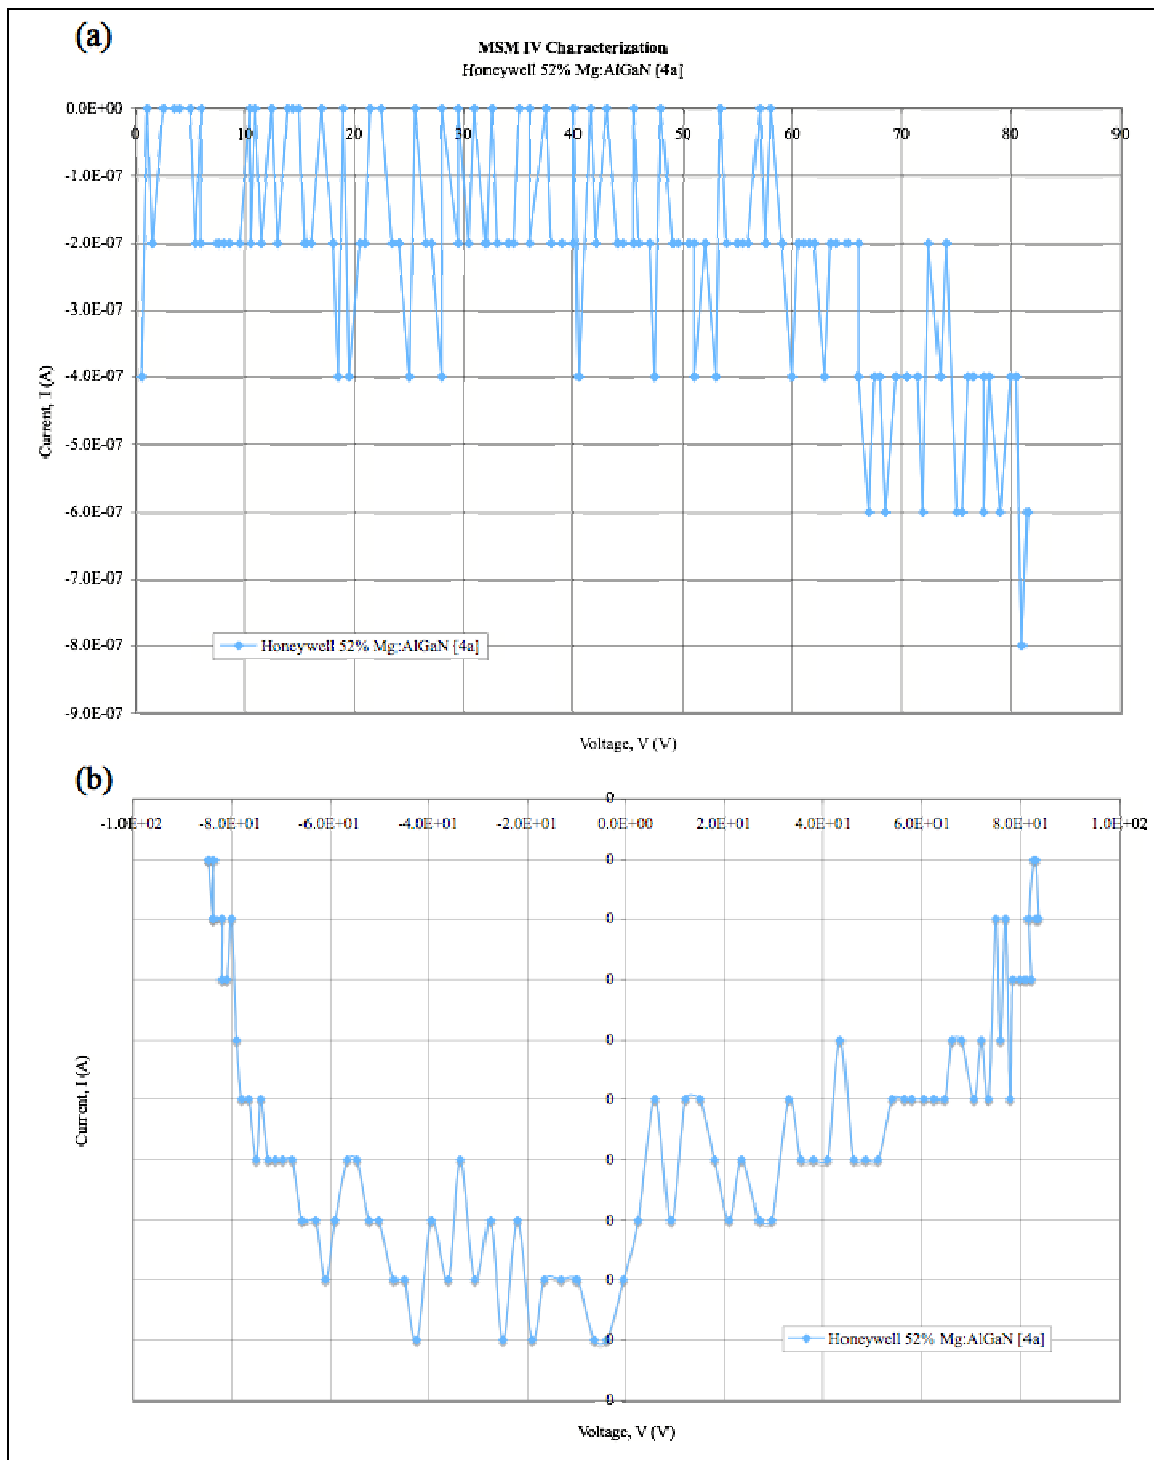 (a)
MSM IV Characterization
Honeywell 52% Mg:AlGaN [4a]
0.0E+00
0 10 20 30 40 50 60 70 80 90
-1.0E-07
-2.0E-07
-3.0E-07
-4.0E-07
-5.0E-07
-6.0E-07
-7.0E-07
-8.0E-07
-9.0E-07
Current, I (A)
Honeywell 52% Mg:AlGaN [4a]
Voltage, V (V)
(b)
0
-1.0E+02 -8.0E+01 -6.0E+01 -4.0E+01 -2.0E+01 0.0E+00 2.0E+01 4.0E+01 6.0E+01 8.0E+01 1.0E+02
0
0
0
0
0
0
0
0
0
0
Current, I (A)
Honeywell 52% Mg:AlGaN [4a]
Voltage, V (V)